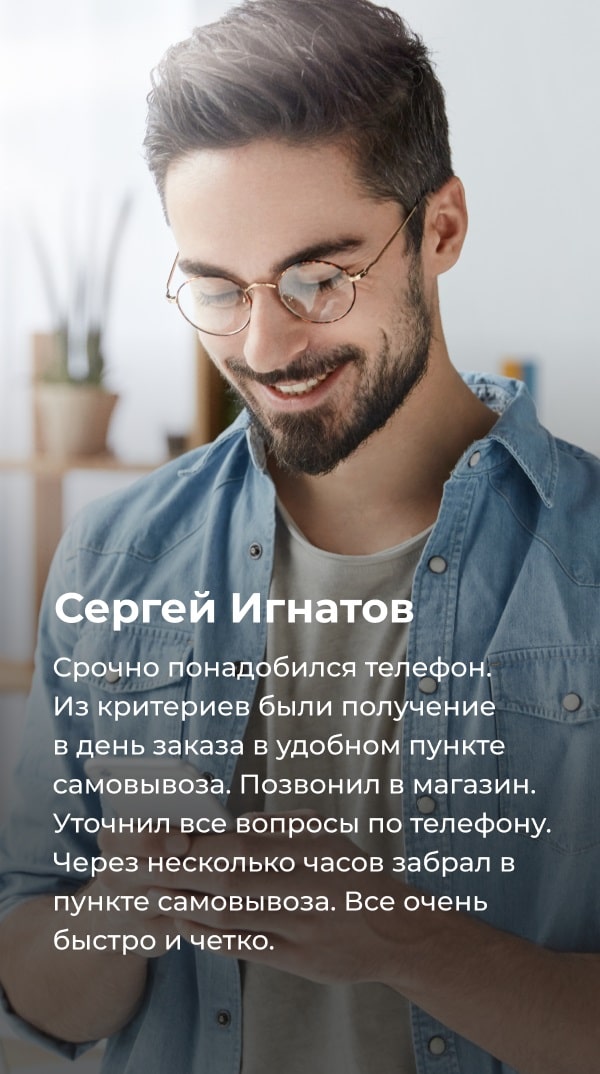 Сергей Игнатов
Срочно понадобился телефон.
Из критериев были получение
в день заказа в удобном пункте
самовывоза. Позвонил в магазин.
Уточнил все вопросы по телефону.
Через несколько часов забрал в
пункте самовывоза. Все очень
быстро и четко.